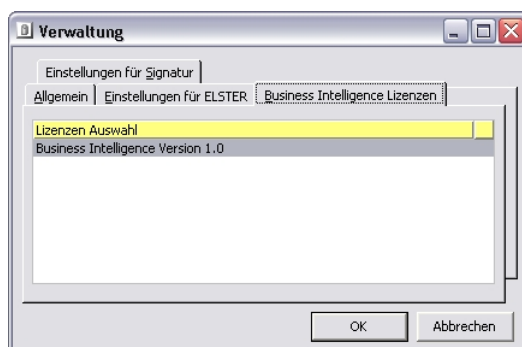 Verwaltung
Einstellungen für Signatur
Allgemein Einstellungen für ELSTER Business Intelligence Lizenzen
Lizenzen Auswahl
Business Intelligence Version 1.0
OK Abbrechen